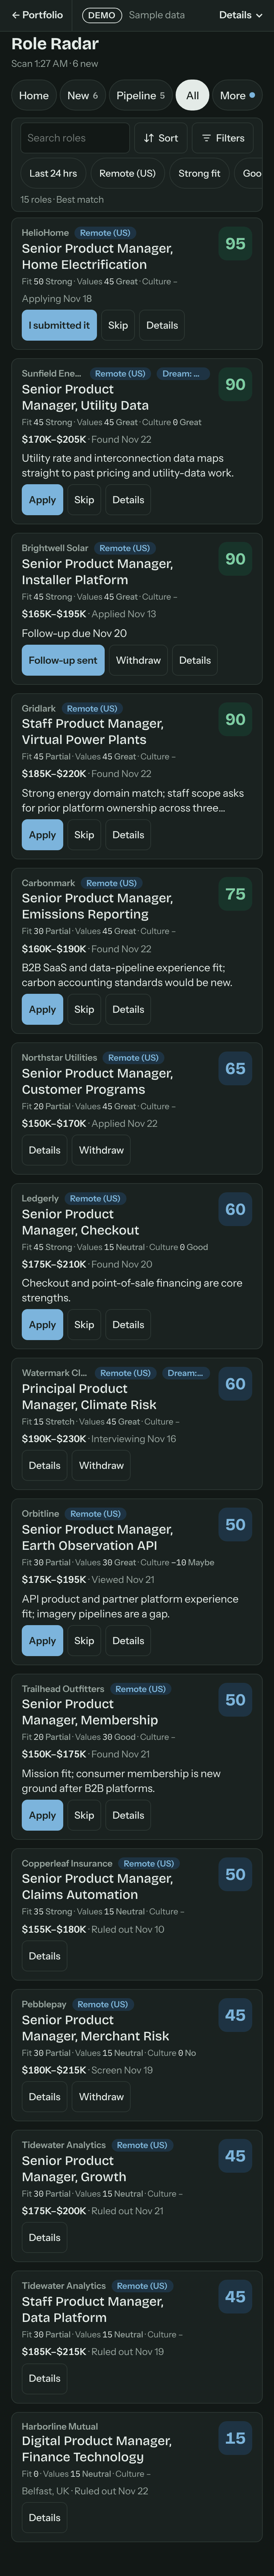 ← Portfolio DEMO Sample data Details
Role Radar
Scan 1:27 AM · 6 new
Home New 6 Pipeline 5 All More
Search roles Sort Filters
Last 24 hrs Remote (US) Strong fit Goo
15 roles · Best match
HelioHome Remote (US)
95
Senior Product Manager,
Home Electrification
Fit 50 Strong · Values 45 Great · Culture –
Applying Nov 18
I submitted it Skip Details
Sunfield Ene... Remote (US) Dream: ...
90
Senior Product
Manager, Utility Data
Fit 45 Strong · Values 45 Great · Culture 0 Great
$170K–$205K · Found Nov 22
Utility rate and interconnection data maps
straight to past pricing and utility-data work.
Apply Skip Details
Brightwell Solar Remote (US)
90
Senior Product Manager,
Installer Platform
Fit 45 Strong · Values 45 Great · Culture –
$165K–$195K · Applied Nov 13
Follow-up due Nov 20
Follow-up sent Withdraw Details
Gridlark Remote (US)
90
Staff Product Manager,
Virtual Power Plants
Fit 45 Partial · Values 45 Great · Culture –
$185K–$220K · Found Nov 22
Strong energy domain match; staff scope asks
for prior platform ownership across three...
Apply Skip Details
Carbonmark Remote (US)
75
Senior Product Manager,
Emissions Reporting
Fit 30 Partial · Values 45 Great · Culture –
$160K–$190K · Found Nov 22
B2B SaaS and data-pipeline experience fit;
carbon accounting standards would be new.
Apply Skip Details
Northstar Utilities Remote (US)
65
Senior Product Manager,
Customer Programs
Fit 20 Partial · Values 45 Great · Culture –
$150K–$170K · Applied Nov 22
Details Withdraw
Ledgerly Remote (US)
60
Senior Product
Manager, Checkout
Fit 45 Strong · Values 15 Neutral · Culture 0 Good
$175K–$210K · Found Nov 20
Checkout and point-of-sale financing are core
strengths.
Apply Skip Details
Watermark Cl... Remote (US) Dream:...
60
Principal Product
Manager, Climate Risk
Fit 15 Stretch · Values 45 Great · Culture –
$190K–$230K · Interviewing Nov 16
Details Withdraw
Orbitline Remote (US)
50
Senior Product Manager,
Earth Observation API
Fit 30 Partial · Values 30 Great · Culture −10 Maybe
$175K–$195K · Viewed Nov 21
API product and partner platform experience
fit; imagery pipelines are a gap.
Apply Skip Details
Trailhead Outfitters Remote (US)
50
Senior Product
Manager, Membership
Fit 20 Partial · Values 30 Good · Culture –
$150K–$175K · Found Nov 21
Mission fit; consumer membership is new
ground after B2B platforms.
Apply Skip Details
Copperleaf Insurance Remote (US)
50
Senior Product Manager,
Claims Automation
Fit 35 Strong · Values 15 Neutral · Culture –
$155K–$180K · Ruled out Nov 10
Details
Pebblepay Remote (US)
45
Senior Product
Manager, Merchant Risk
Fit 30 Partial · Values 15 Neutral · Culture 0 No
$180K–$215K · Screen Nov 19
Details Withdraw
Tidewater Analytics Remote (US)
45
Senior Product
Manager, Growth
Fit 30 Partial · Values 15 Neutral · Culture –
$175K–$200K · Ruled out Nov 21
Details
Tidewater Analytics Remote (US)
45
Staff Product Manager,
Data Platform
Fit 30 Partial · Values 15 Neutral · Culture –
$185K–$215K · Ruled out Nov 19
Details
Harborline Mutual
15
Digital Product Manager,
Finance Technology
Fit 0 · Values 15 Neutral · Culture –
Belfast, UK · Ruled out Nov 22
Details